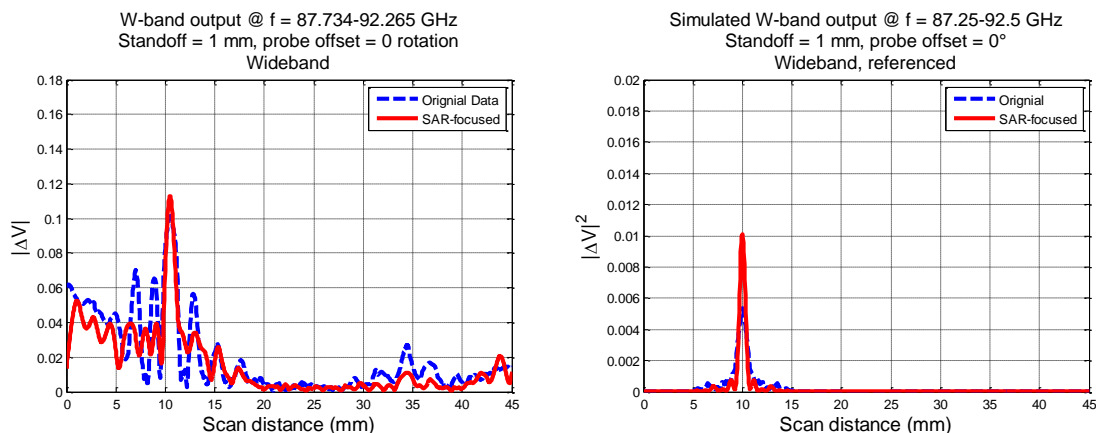 W-band output @ f = 87.734-92.265 GHz
Standoff = 1 mm, probe offset = 0 rotation
Wideband
0.18
0.16
0.14
0.12
0.1
0.08
0.06
0.04
0.02
0
|ΔV|
Orignial Data
SAR-focused
0 5 10 15 20 25 30 35 40 45
Scan distance (mm)
Simulated W-band output @ f = 87.25-92.5 GHz
Standoff = 1 mm, probe offset = 0°
Wideband, referenced
0.02
0.018
0.016
0.014
0.012
0.01
0.008
0.006
0.004
0.002
0
|ΔV|²
Orignial
SAR-focused
0 5 10 15 20 25 30 35 40 45
Scan distance (mm)